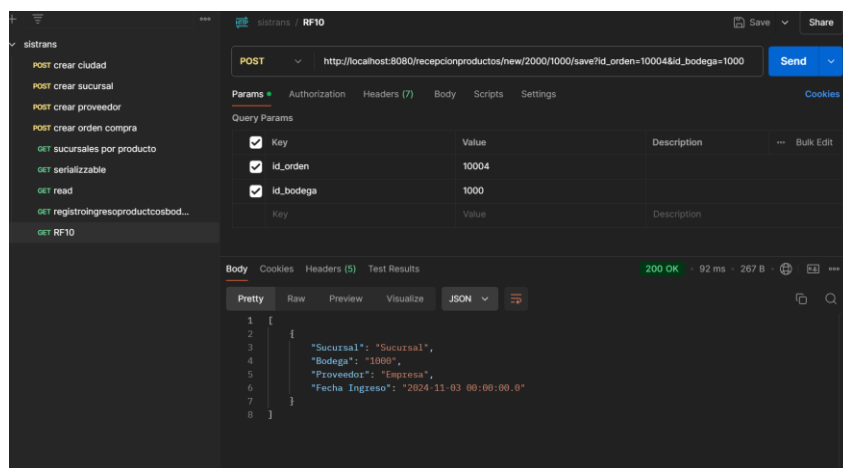 sistrans / RF10
Save
Share
sistrans
POST crear ciudad
POST crear sucursal
POST crear proveedor
POST crear orden compra
GET sucursales por producto
GET serializzable
GET read
GET registroingresoproductcosbod...
GET RF10
POST
http://localhost:8080/recepcionproductos/new/2000/1000/save?id_orden=10004&id_bodega=1000
Send
Params
Authorization
Headers (7)
Body
Scripts
Settings
Cookies
Query Params
Key Value Description ... Bulk Edit
id_orden 10004
id_bodega 1000
Key Value Description
Body Cookies Headers (5) Test Results
200 OK 92 ms 267 B
Pretty Raw Preview Visualize JSON
1 [
2 {
3 "Sucursal": "Sucursal",
4 "Bodega": "1000",
5 "Proveedor": "Empresa",
6 "Fecha Ingreso": "2024-11-03 00:00:00.0"
7 }
8 ]